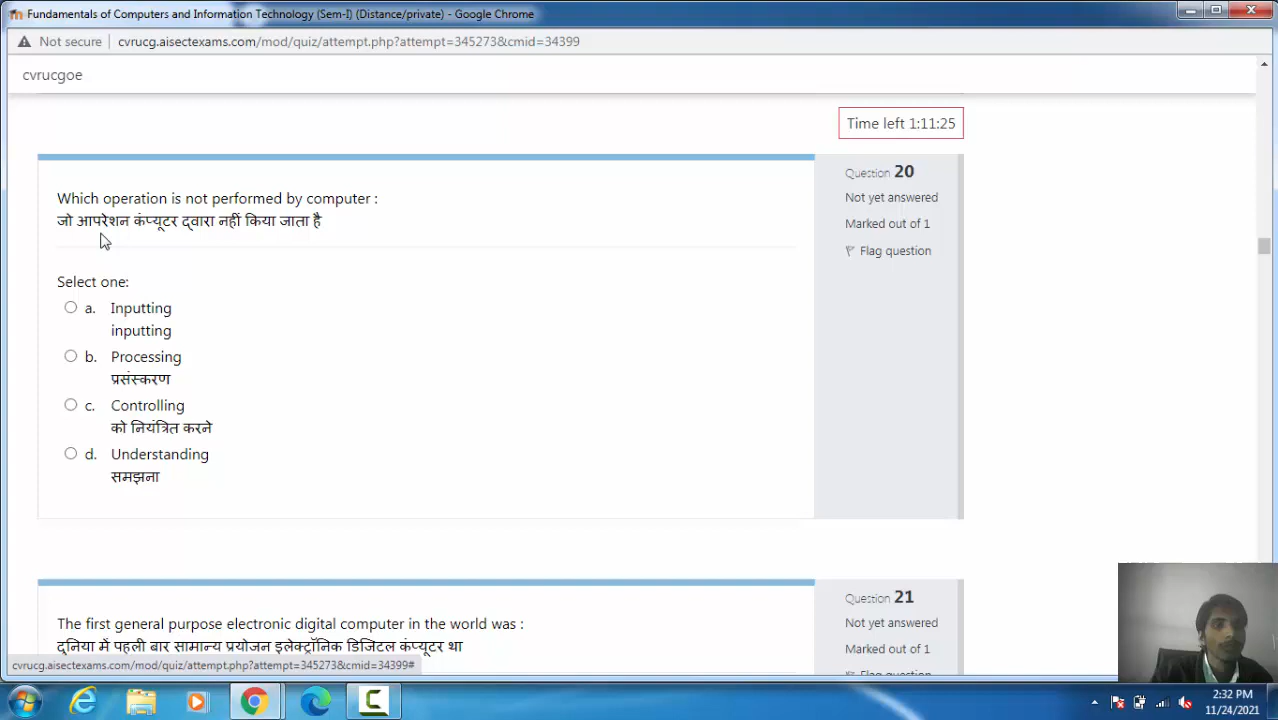 Fundamentals of Computers and Information Technology (Sem-I) (Distance/private) - Google Chrome
Not secure | cvrucg.aisectexams.com/mod/quiz/attempt.php?attempt=345273&cmid=34399
cvrucgoe
Time left 1:11:25
Which operation is not performed by computer :
जो आपरेशन कंप्यूटर द्वारा नहीं किया जाता है
Select one:
a. Inputting
inputting
b. Processing
प्रसंस्करण
c. Controlling
को नियंत्रित करने
d. Understanding
समझना
Question 20
Not yet answered
Marked out of 1
Flag question
The first general purpose electronic digital computer in the world was :
दुनिया में पहली बार सामान्य प्रयोजन इलेक्ट्रॉनिक डिजिटल कंप्यूटर था
Question 21
Not yet answered
Marked out of 1
Flag question
cvrucg.aisectexams.com/mod/quiz/attempt.php?attempt=345273&cmid=34399#
2:32 PM
11/24/2021